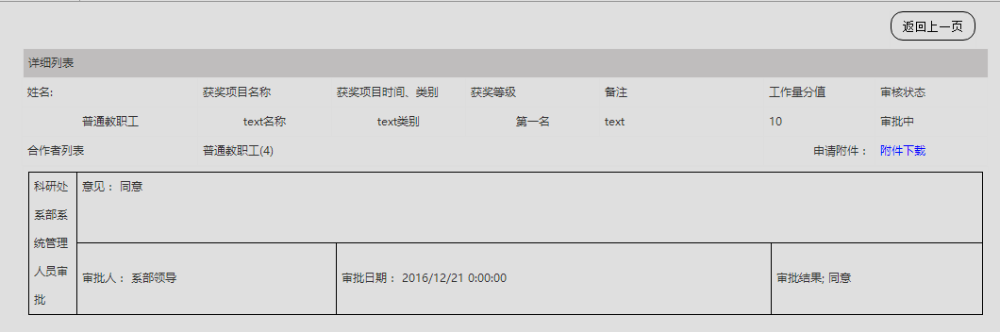 返回上一页
详细列表
姓名: 获奖项目名称 获奖项目时间、类别 获奖等级 备注 工作量分值 审核状态
普通教职工 text名称 text类别 第一名 text 10 审批中
合作者列表 普通教职工(4) 申请附件： 附件下载
科研处
系部系
统管理
人员审
批
意见： 同意
审批人： 系部领导 审批日期： 2016/12/21 0:00:00 审批结果; 同意